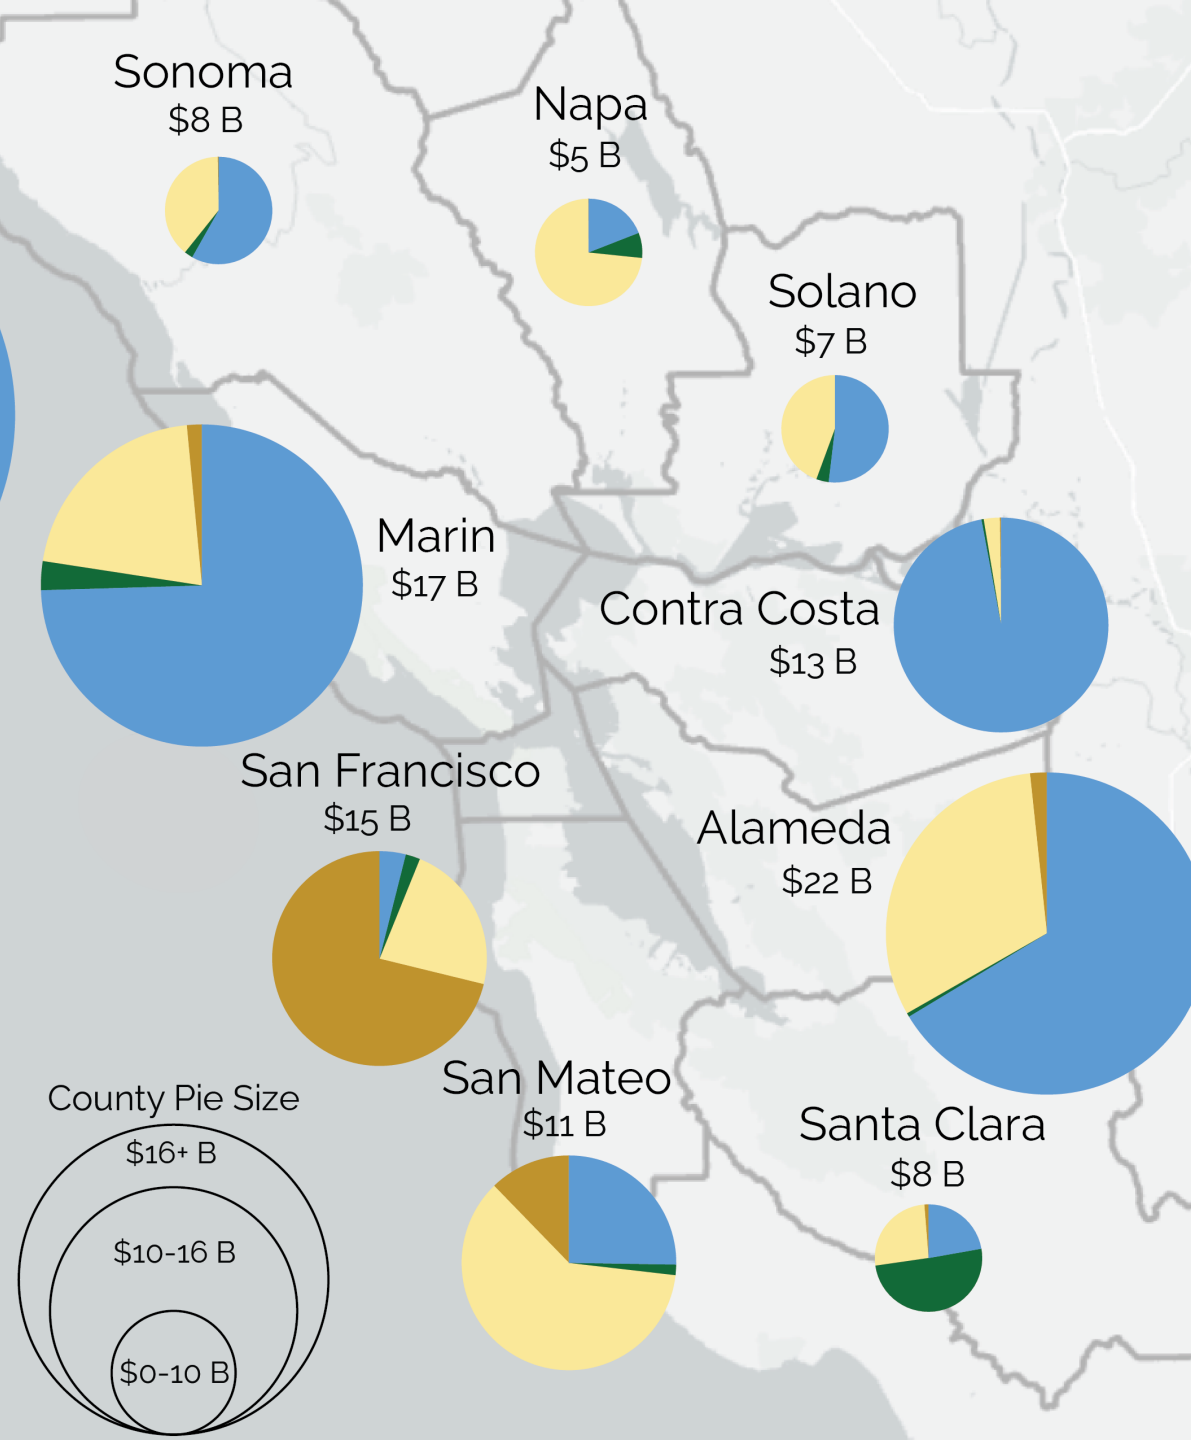 Sonoma
$8 B
Napa
$5 B
Solano
$7 B
Marin
$17 B
Contra Costa
$13 B
San Francisco
$15 B
Alameda
$22 B
San Mateo
$11 B
Santa Clara
$8 B
County Pie Size
$16+ B
$10-16 B
$0-10 B